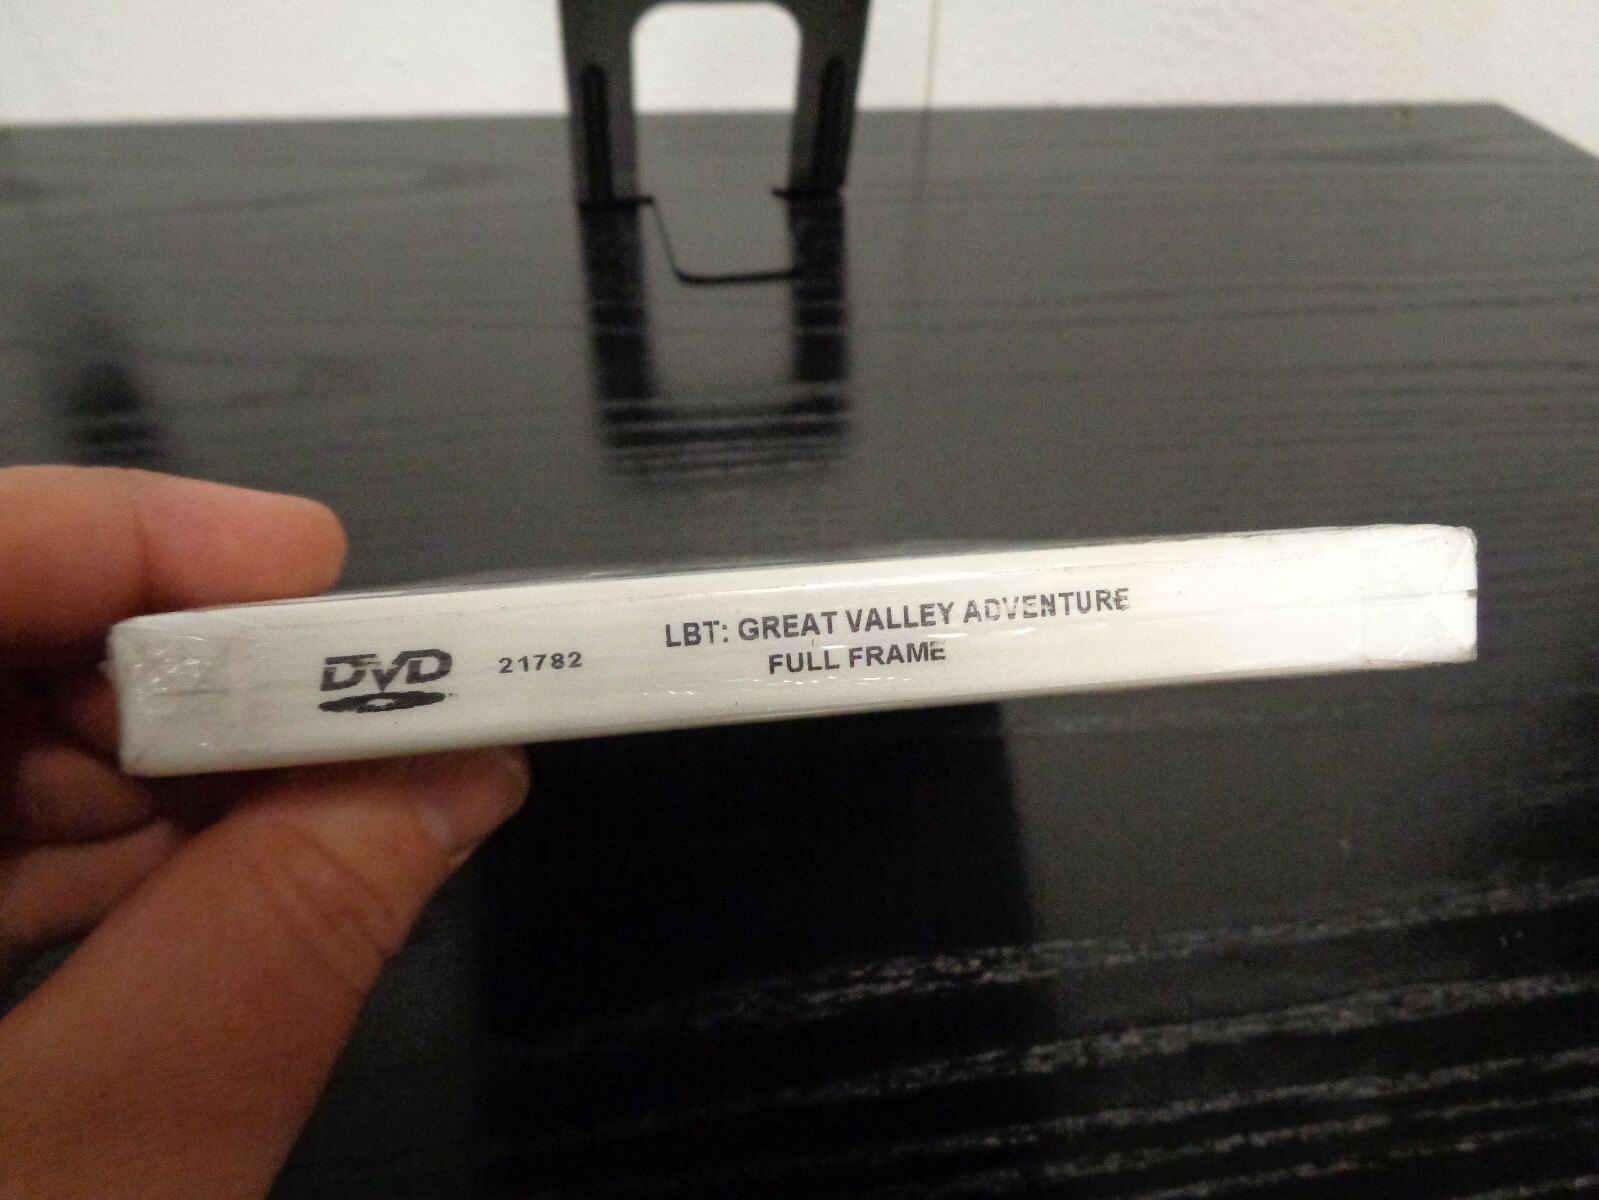 DVD
21782
LBT: GREAT VALLEY ADVENTURE
FULL FRAME